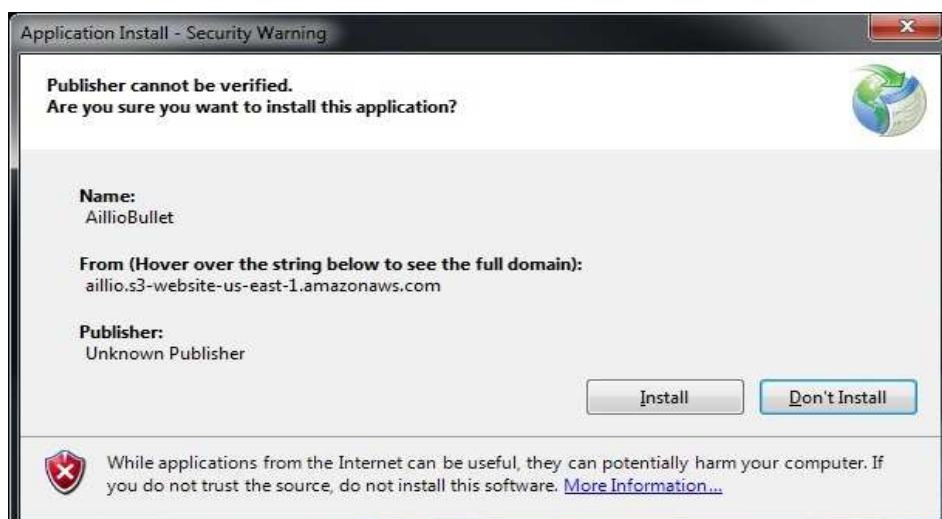 Application Install - Security Warning
Publisher cannot be verified.
Are you sure you want to install this application?
Name:
AillioBullet
From (Hover over the string below to see the full domain):
aillio.s3-website-us-east-1.amazonaws.com
Publisher:
Unknown Publisher
Install
Don't Install
While applications from the Internet can be useful, they can potentially harm your computer. If
you do not trust the source, do not install this software. More Information...